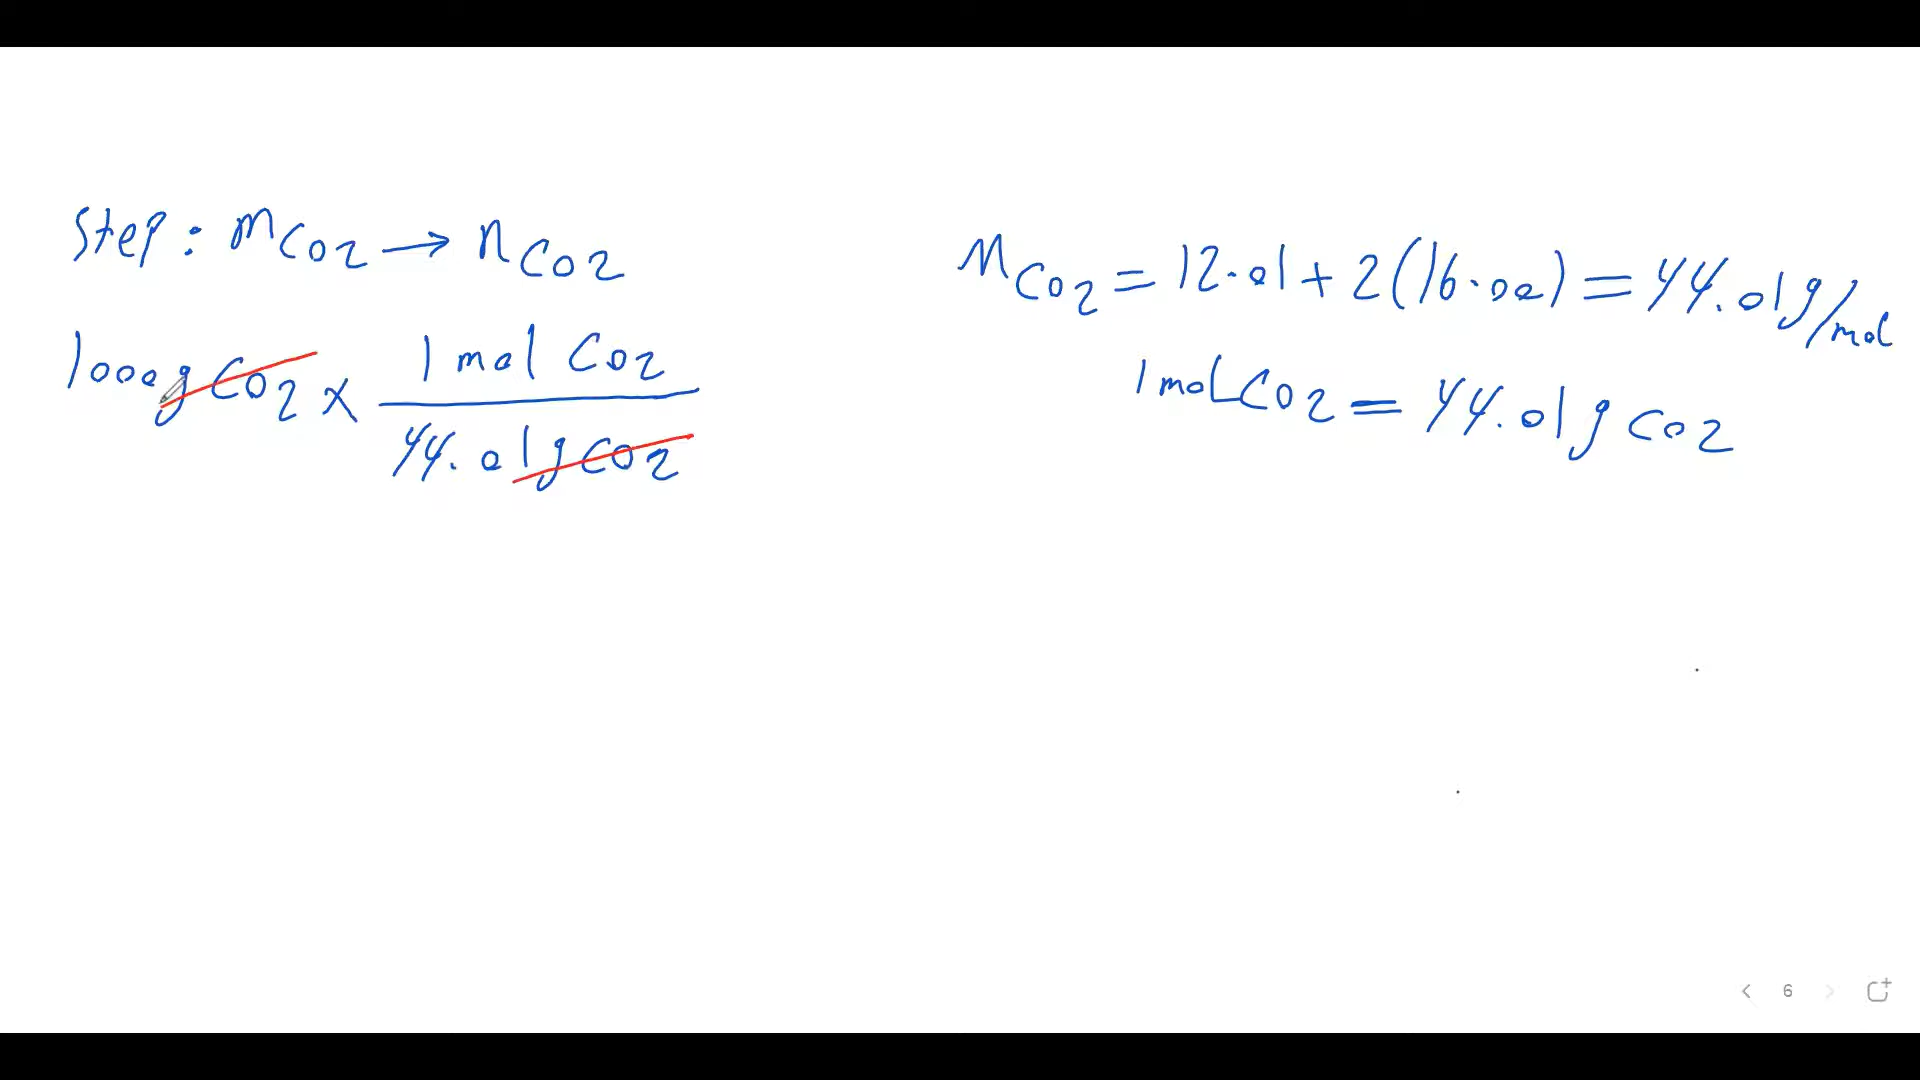 Step: mCO2 → nCO2
1000g CO2 × 1 mol CO2
44.01g CO2
MCO2 = 12.01 + 2(16.00) = 44.01g/mol
1 mol CO2 = 44.01g CO2
6